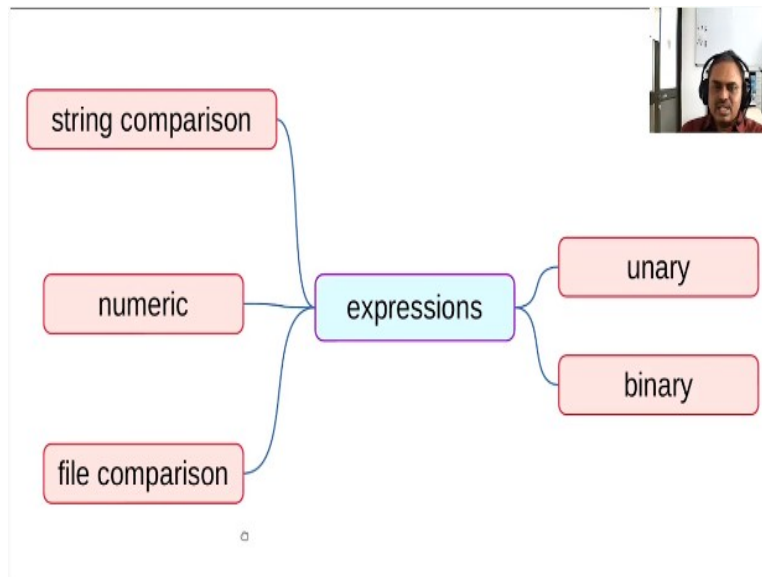 string comparison
numeric
file comparison
expressions
unary
binary